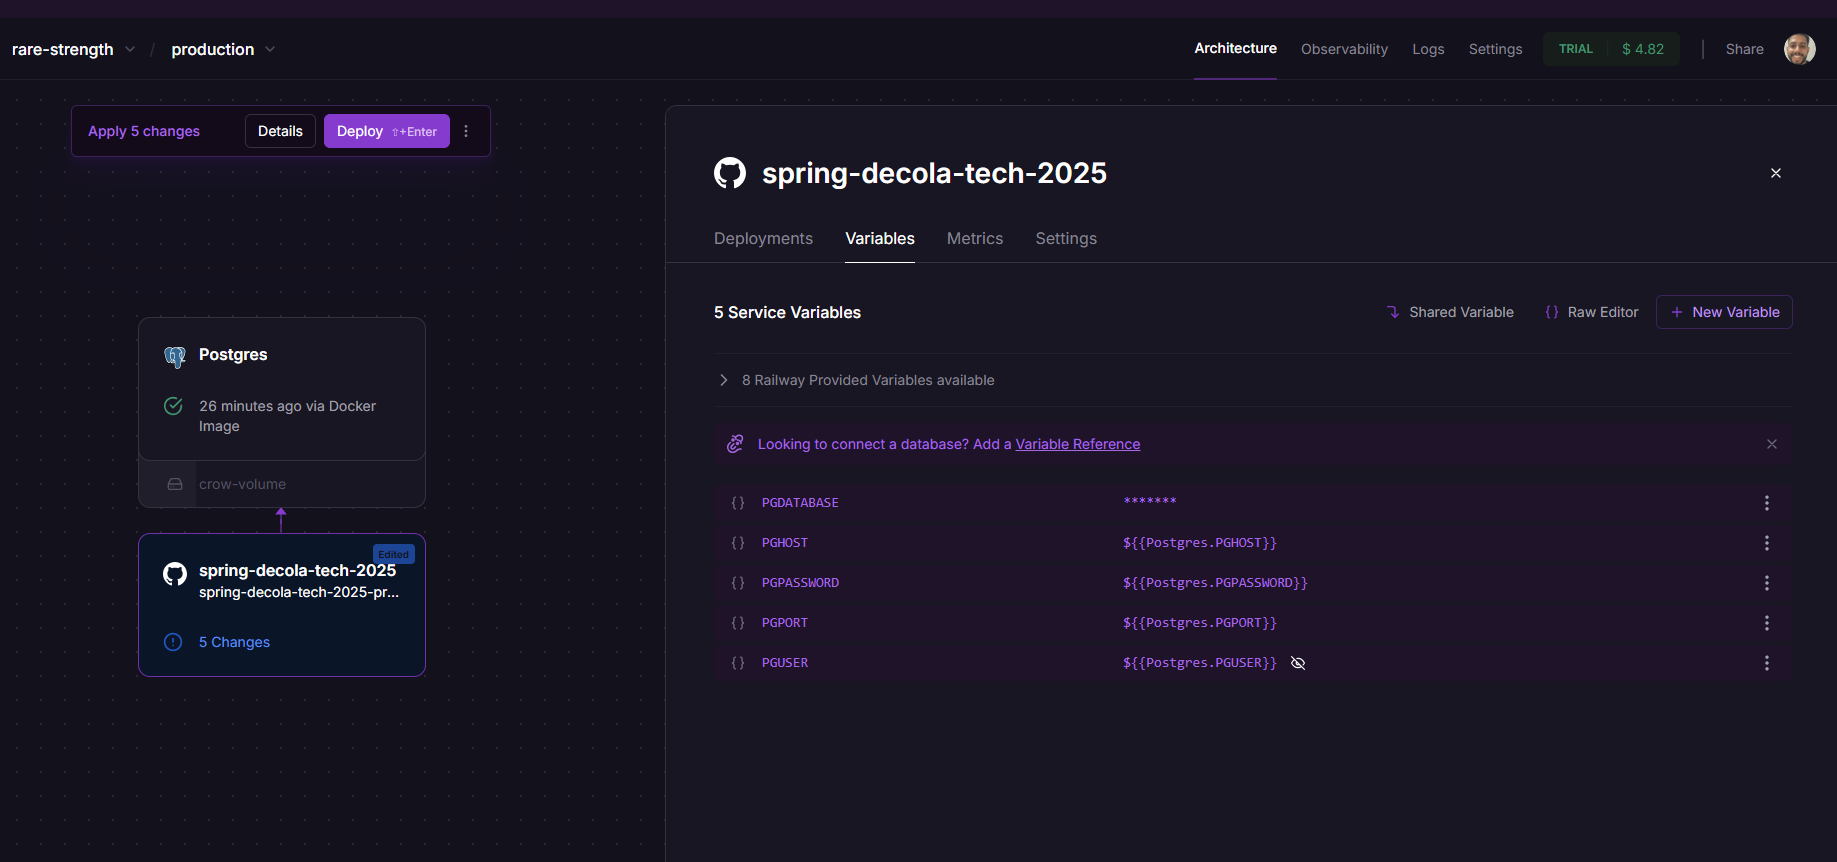 rare-strength / production
Architecture Observability Logs Settings TRIAL $ 4.82 Share
Apply 5 changes Details Deploy ⇧+Enter
Postgres
26 minutes ago via Docker
Image
crow-volume
Edited
spring-decola-tech-2025
spring-decola-tech-2025-pr...
5 Changes
spring-decola-tech-2025
Deployments Variables Metrics Settings
5 Service Variables Shared Variable {} Raw Editor + New Variable
8 Railway Provided Variables available
Looking to connect a database? Add a Variable Reference
{} PGDATABASE *******
{} PGHOST ${{Postgres.PGHOST}}
{} PGPASSWORD ${{Postgres.PGPASSWORD}}
{} PGPORT ${{Postgres.PGPORT}}
{} PGUSER ${{Postgres.PGUSER}}